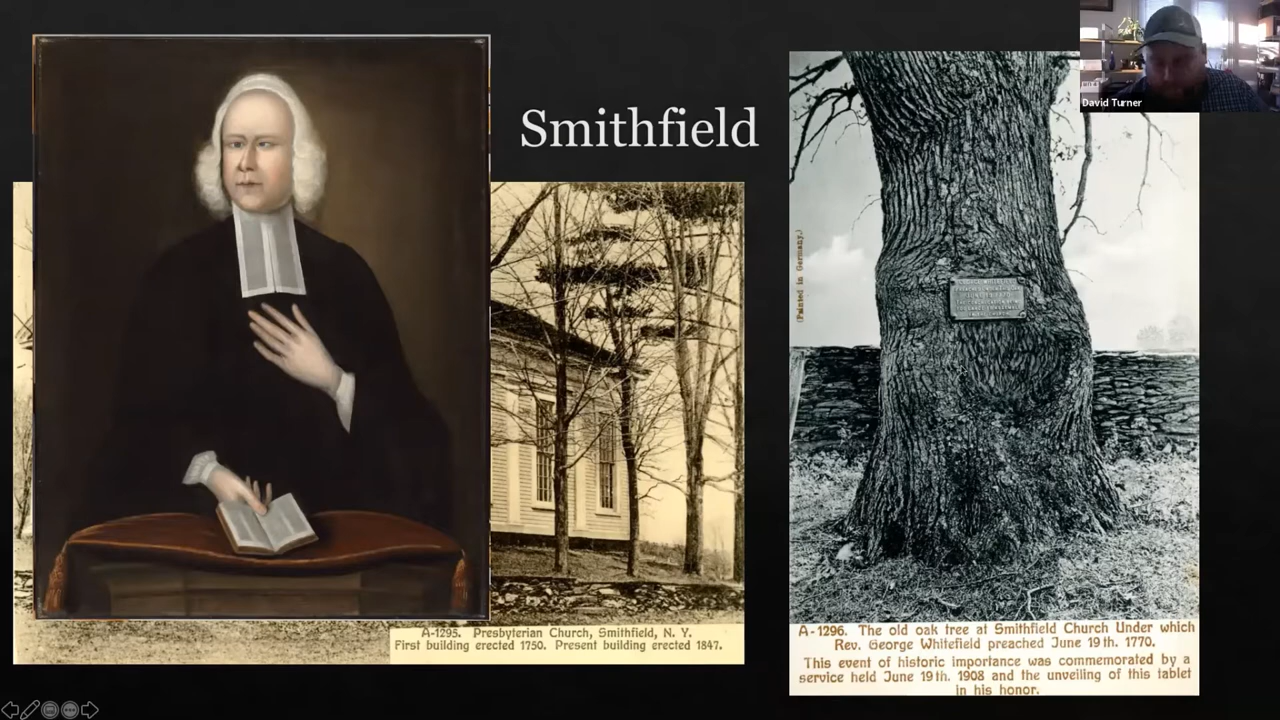 Smithfield
David Turner
(Printed in Germany.)
A-1295. Presbyterian Church, Smithfield, N. Y.
First building erected 1750. Present building erected 1847.
A-1296. The old oak tree at Smithfield Church Under which
Rev. George Whitefield preached June 19th. 1770.
This event of historic importance was commemorated by a
service held June 19th. 1908 and the unveiling of this tablet
in his honor.